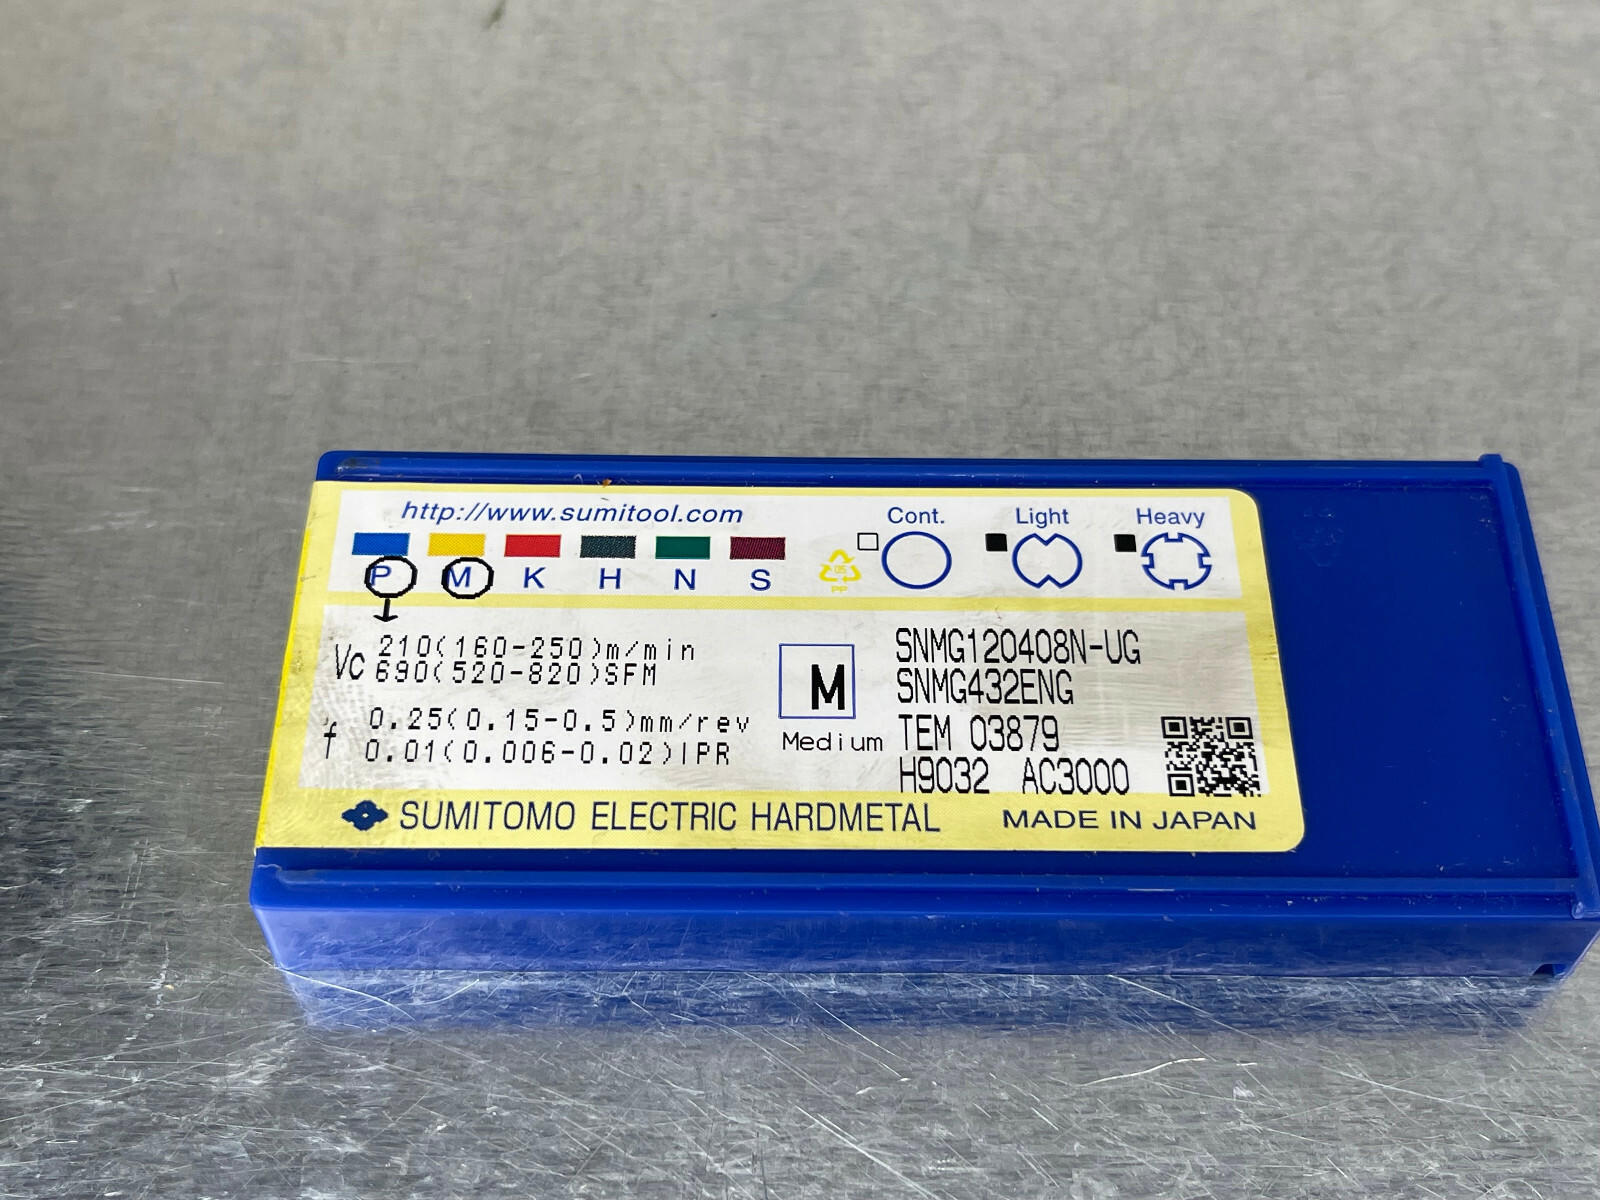 http://www.sumitool.com
Cont. Light Heavy
P M K H N S
05
PP
Vc 210(160-250)m/min
690(520-820)SFM
f 0.25(0.15-0.5)mm/rev
0.01(0.006-0.02)IPR
M
Medium
SNMG120408N-UG
SNMG432ENG
TEM 03879
H9032 AC3000
SUMITOMO ELECTRIC HARDMETAL MADE IN JAPAN